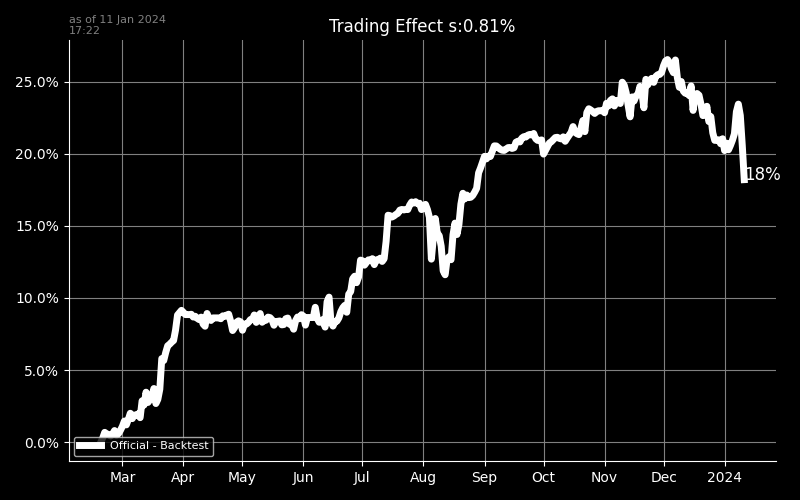 as of 11 Jan 2024
17:22
Trading Effect s:0.81%
25.0%
20.0%
15.0%
10.0%
5.0%
0.0%
18%
Official - Backtest
Mar Apr May Jun Jul Aug Sep Oct Nov Dec 2024